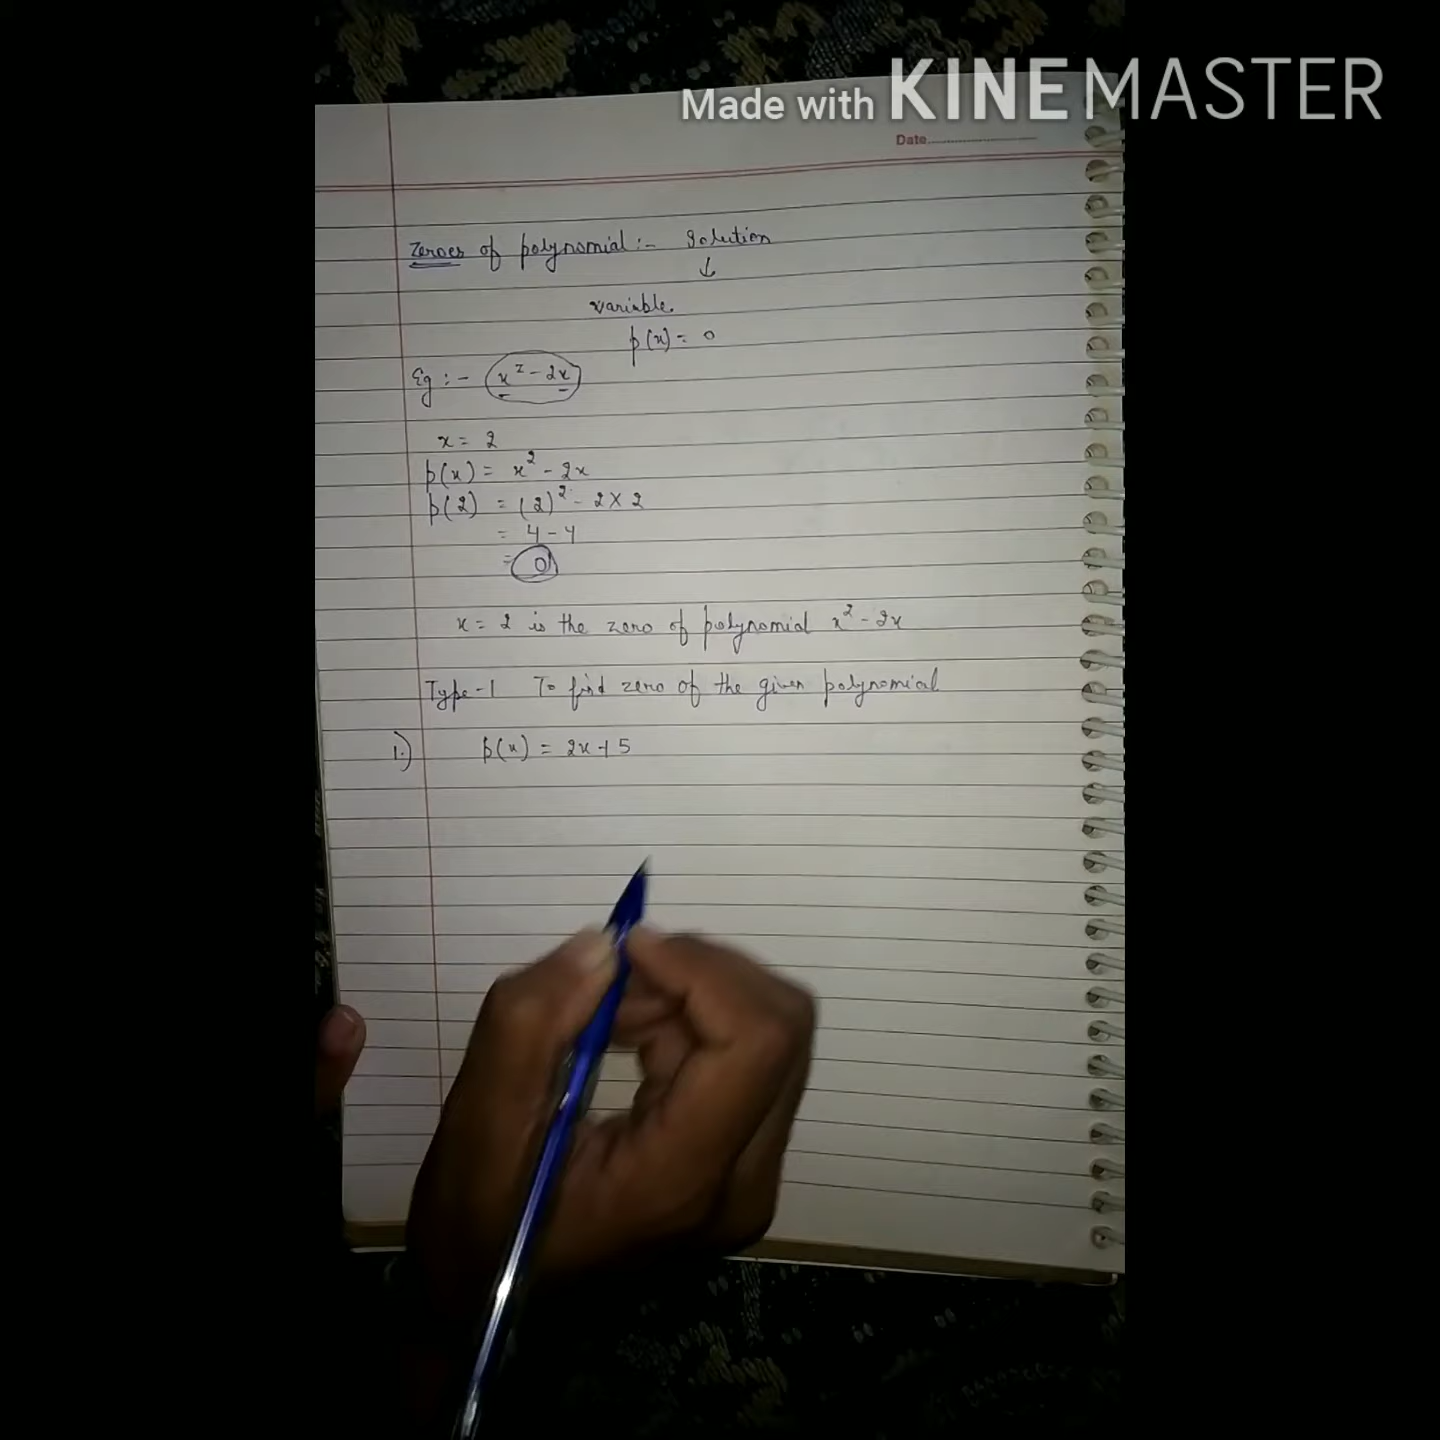 Made with KINEMASTER
Date
Zeroes of polynomial :- Solution
↓
variable.
p(x) = 0
Eg :- x² - 2x
x = 2
p(x) = x² - 2x
p(2) = (2)² - 2 × 2
= 4 - 4
= 0
x = 2 is the zero of polynomial x² - 2x
Type-1 To find zero of the given polynomial
1.) p(x) = 2x + 5